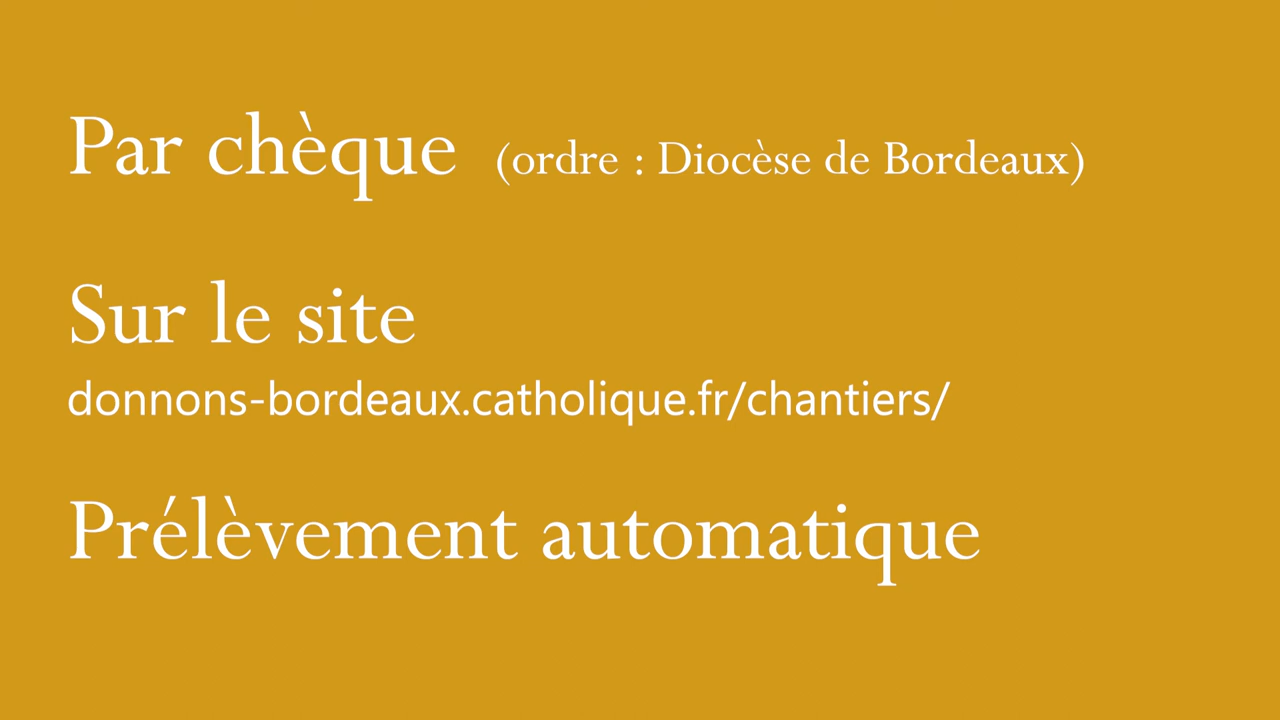 Par chèque (ordre : Diocèse de Bordeaux)
Sur le site
donnons-bordeaux.catholique.fr/chantiers/
Prélèvement automatique